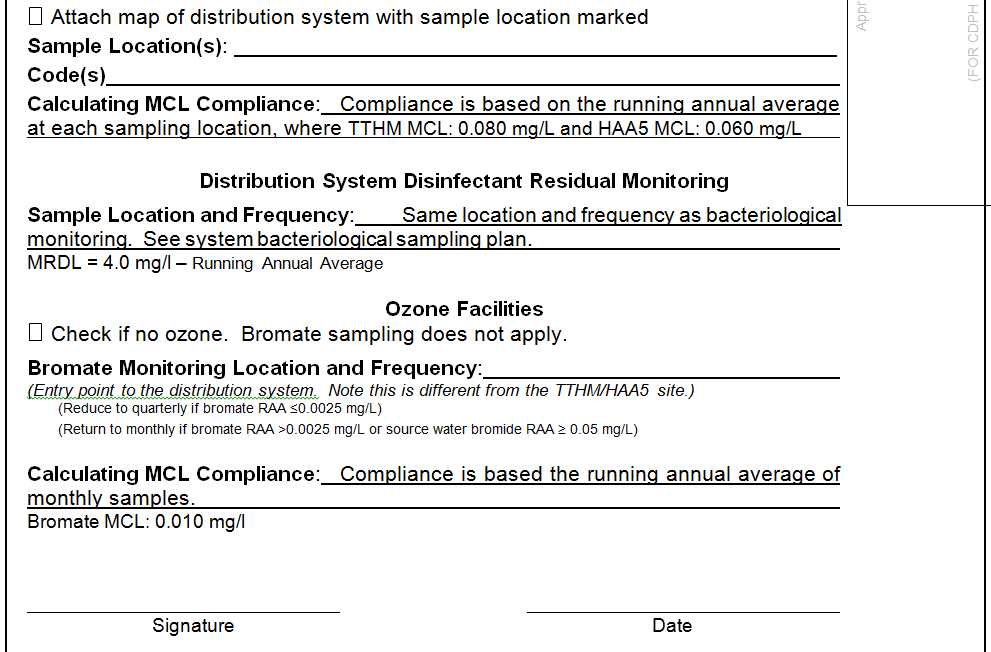 Attach map of distribution system with sample location marked
Sample Location(s):
Code(s)
Calculating MCL Compliance: Compliance is based on the running annual average
at each sampling location, where TTHM MCL: 0.080 mg/L and HAA5 MCL: 0.060 mg/L
Distribution System Disinfectant Residual Monitoring
Sample Location and Frequency: Same location and frequency as bacteriological
monitoring. See system bacteriological sampling plan.
MRDL = 4.0 mg/l – Running Annual Average
Ozone Facilities
Check if no ozone. Bromate sampling does not apply.
Bromate Monitoring Location and Frequency:
(Entry point to the distribution system. Note this is different from the TTHM/HAA5 site.)
(Reduce to quarterly if bromate RAA ≤0.0025 mg/L)
(Return to monthly if bromate RAA >0.0025 mg/L or source water bromide RAA ≥ 0.05 mg/L)
Calculating MCL Compliance: Compliance is based the running annual average of
monthly samples.
Bromate MCL: 0.010 mg/l
Signature Date
Appr
(FOR CDPH